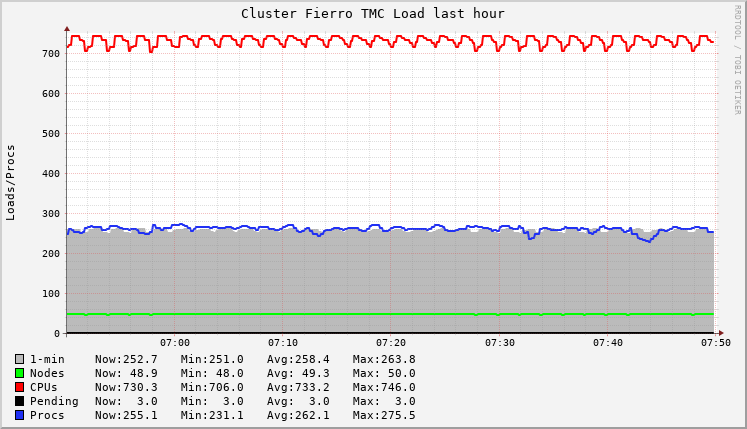 Cluster Fierro TMC Load last hour
RRDTOOL / TOBI OETIKER
Loads/Procs
700
600
500
400
300
200
100
0
07:00 07:10 07:20 07:30 07:40 07:50
1-min Now:252.7 Min:251.0 Avg:258.4 Max:263.8
Nodes Now: 48.9 Min: 48.0 Avg: 49.3 Max: 50.0
CPUs Now:730.3 Min:706.0 Avg:733.2 Max:746.0
Pending Now: 3.0 Min: 3.0 Avg: 3.0 Max: 3.0
Procs Now:255.1 Min:231.1 Avg:262.1 Max:275.5